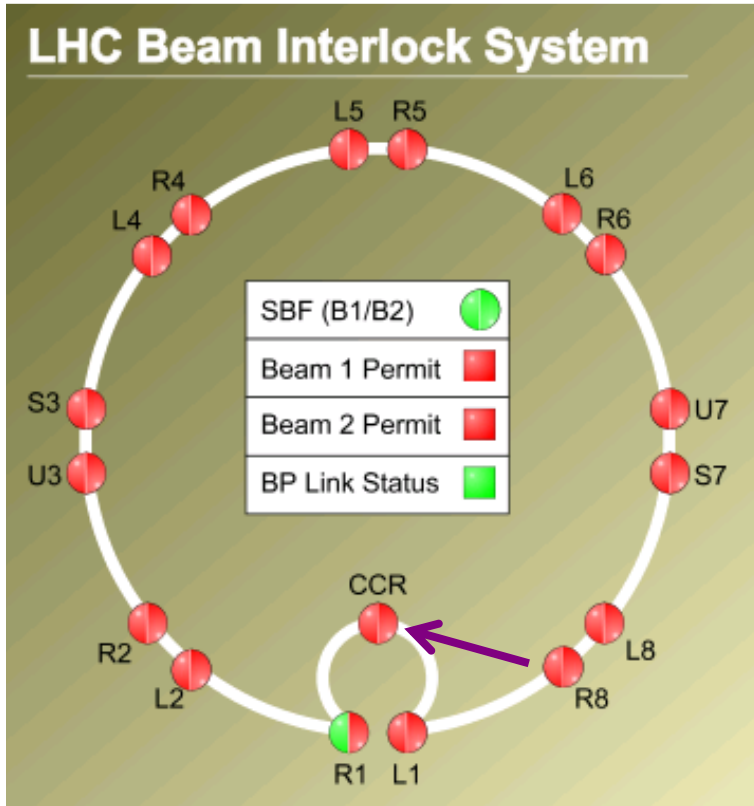 LHC Beam Interlock System
L5 R5
R4 L6
L4 R6
SBF (B1/B2)
Beam 1 Permit
S3 U7
Beam 2 Permit
U3 BP Link Status S7
CCR
R2 L8
L2 R8
R1 L1